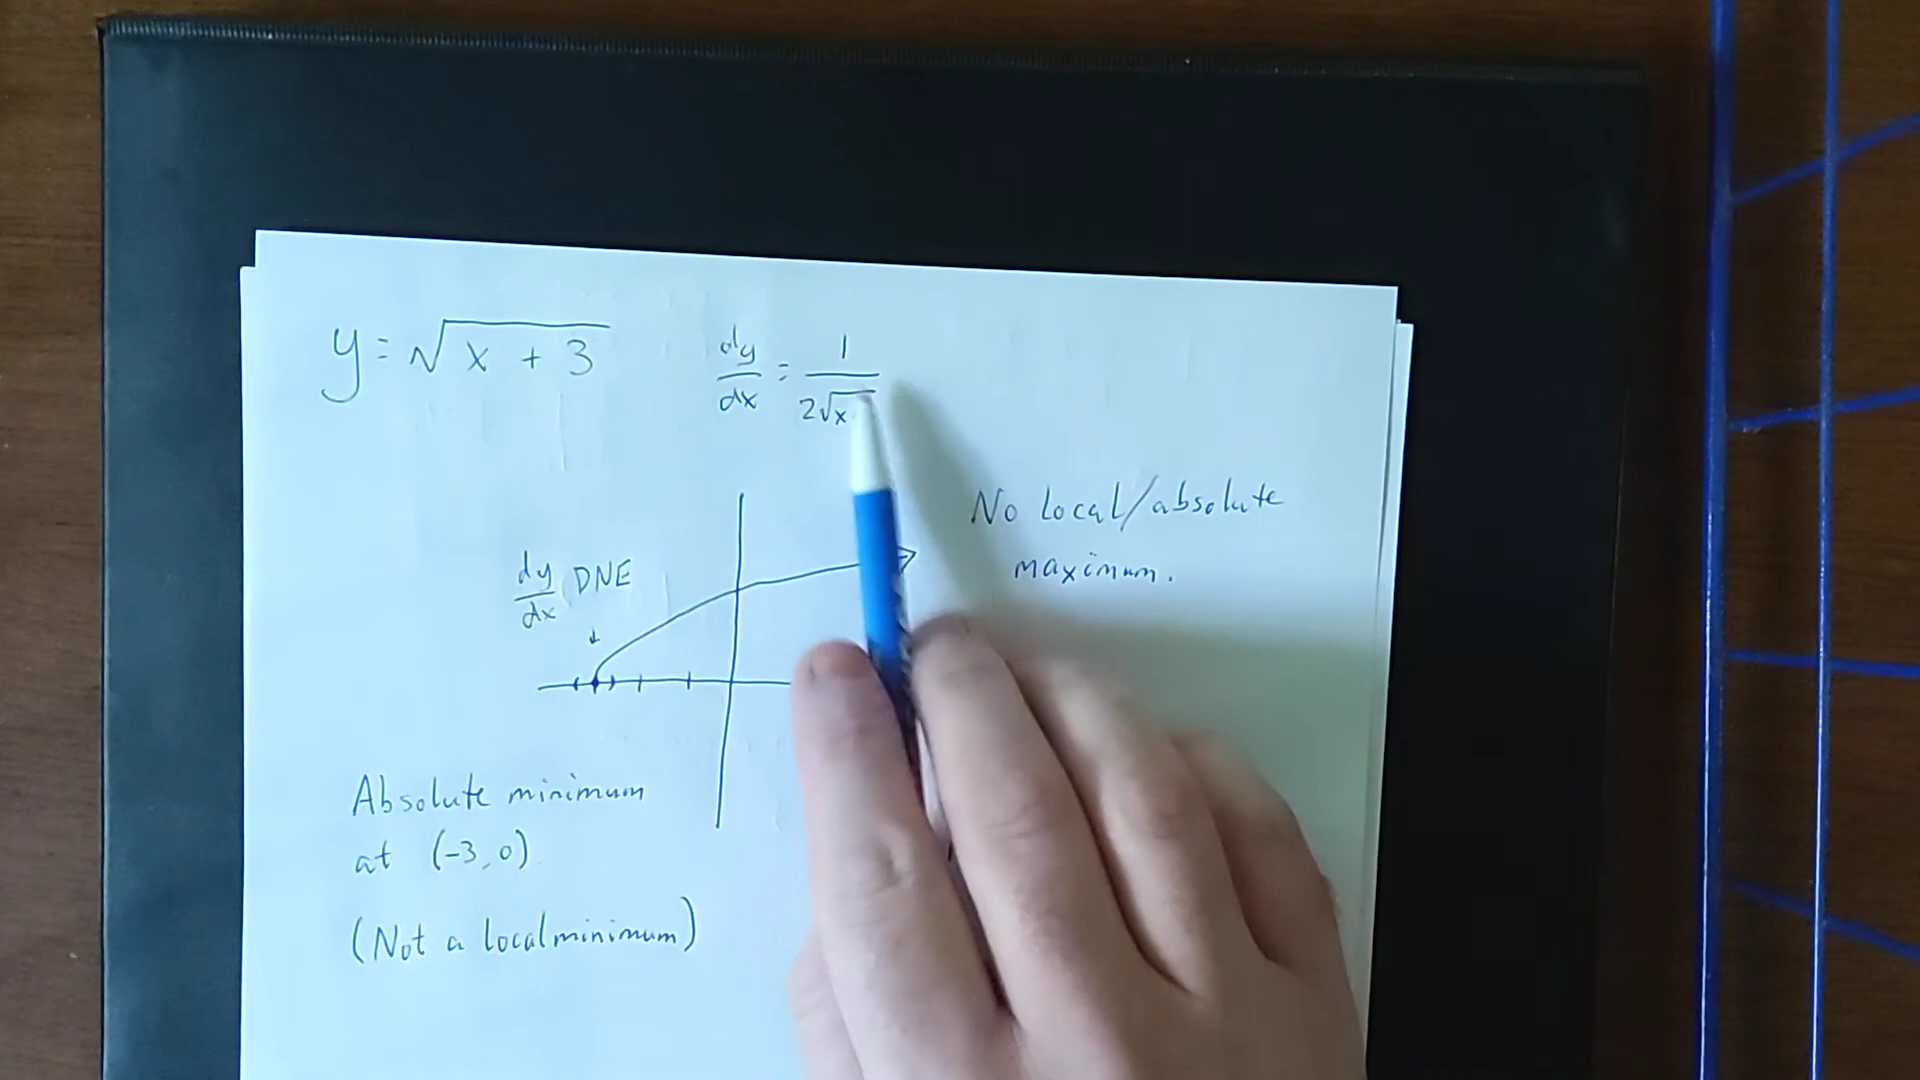 y = √x + 3
dy/dx = 1/2√x
No local/absolute
maximum.
dy/dx DNE
Absolute minimum
at (-3, 0)
(Not a local minimum)